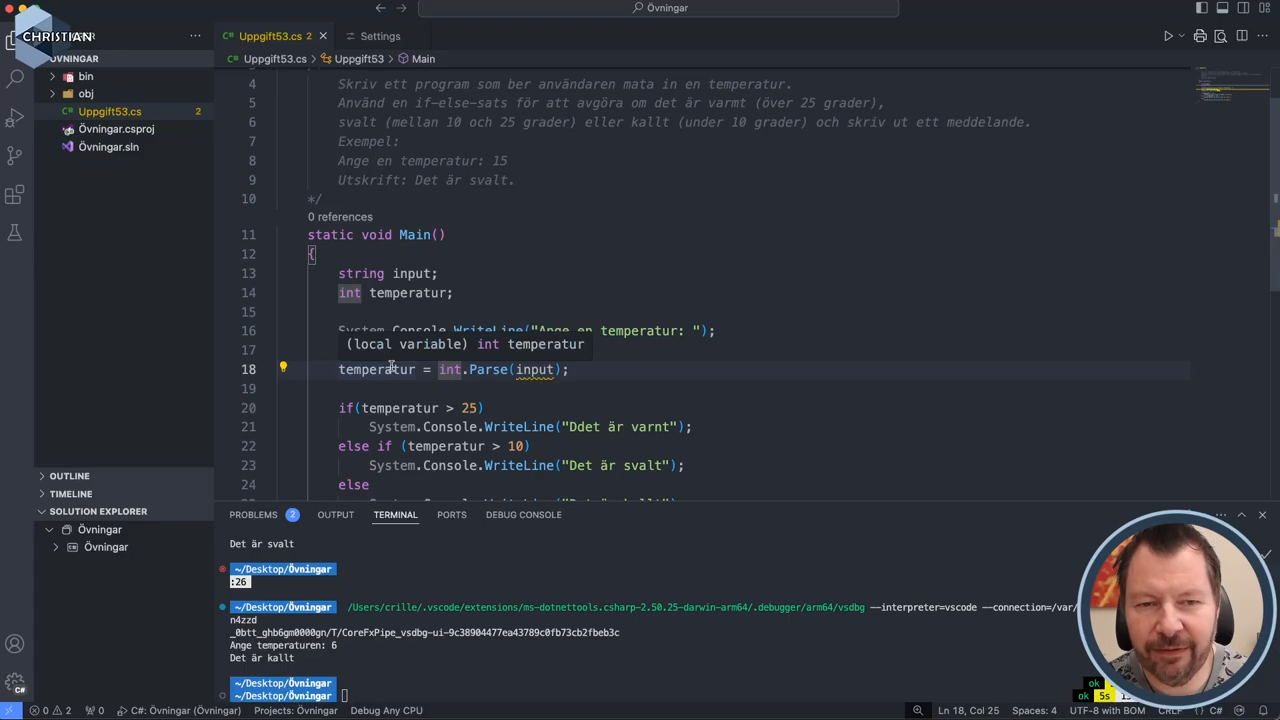 CHRISTIAN
Övningar
Uppgift53.cs 2
Settings
Uppgift53.cs
Uppgift53
Main
ÖVNINGAR
bin
obj
Uppgift53.cs 2
Övningar.csproj
Övningar.sln
4 Skriv ett program som ber användaren mata in en temperatur.
5 Använd en if-else-sats för att avgöra om det är varmt (över 25 grader),
6 svalt (mellan 10 och 25 grader) eller kallt (under 10 grader) och skriv ut ett meddelande.
7 Exempel:
8 Ange en temperatur: 15
9 Utskrift: Det är svalt.
10 */
0 references
11 static void Main()
12 {
13 string input;
14 int temperatur;
15
16 System.Console.WriteLine("Ange en temperatur: ");
17
(local variable) int temperatur
18 temperatur = int.Parse(input);
19
20 if(temperatur > 25)
21 System.Console.WriteLine("Ddet är varnt");
22 else if (temperatur > 10)
23 System.Console.WriteLine("Det är svalt");
24 else
OUTLINE
TIMELINE
SOLUTION EXPLORER
Övningar
Övningar
PROBLEMS 2
OUTPUT
TERMINAL
PORTS
DEBUG CONSOLE
Det är svalt
~/Desktop/Övningar
:26
~/Desktop/Övningar /Users/crille/.vscode/extensions/ms-dotnettools.csharp-2.50.25-darwin-arm64/.debugger/arm64/vsdbg --interpreter=vscode --connection=/var/
n4zzd
_0btt_ghb6gm0000gn/T/CoreFxPipe_vsdbg-ui-9c38904477ea43789c0fb73cb2fbeb3c
Ange temperaturen: 6
Det är kallt
~/Desktop/Övningar
~/Desktop/Övningar
ok
ok 5s
0 2
0
C#: Övningar (Övningar)
Projects: Övningar
Debug Any CPU
Ln 18, Col 25
Spaces: 4
UTF-8 with BOM
CRLF
C#